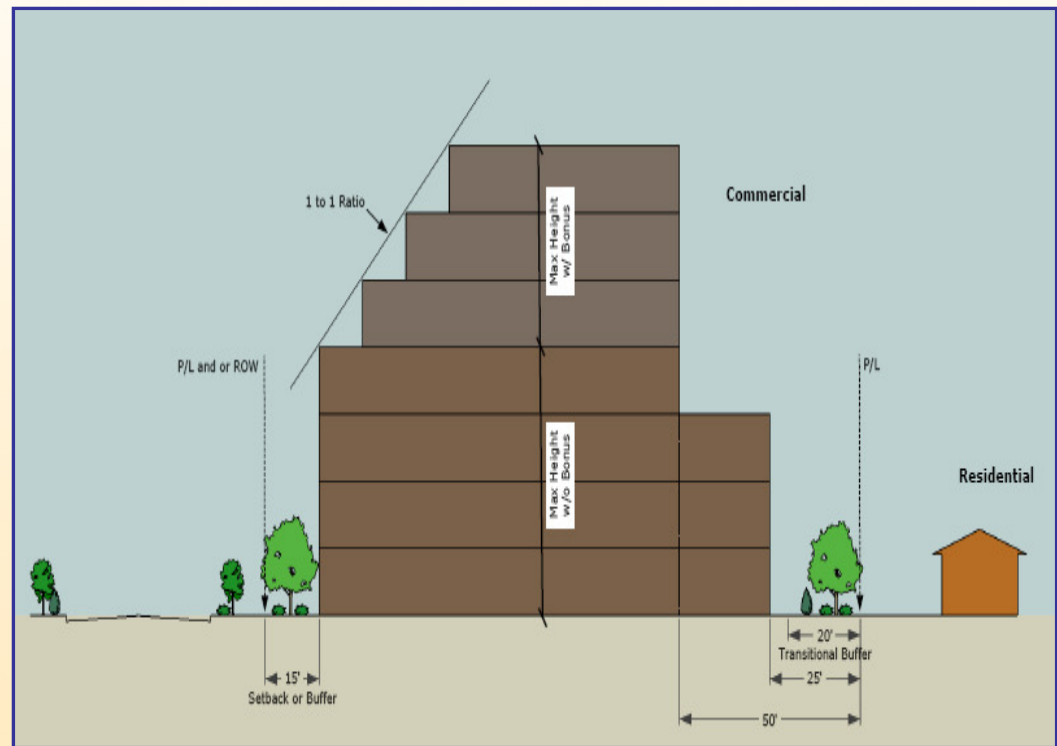 1 to 1 Ratio
Commercial
Max Height
w/ Bonus
P/L and or ROW
P/L
Max Height
w/o Bonus
Residential
15'
Setback or Buffer
20'
Transitional Buffer
25'
50'